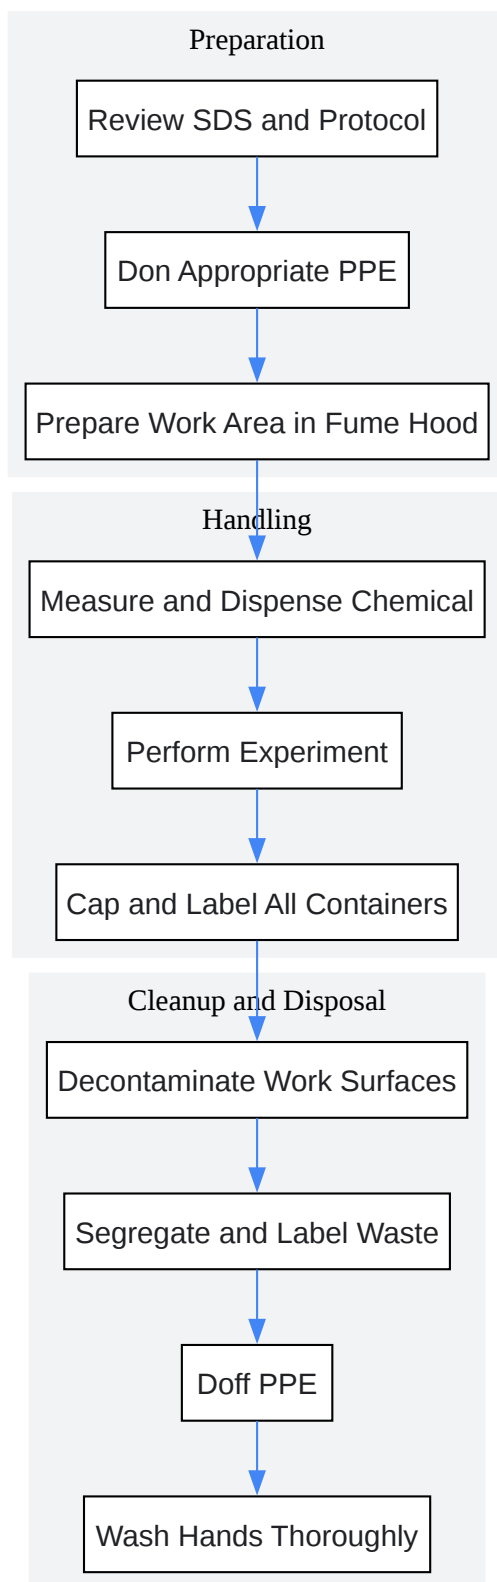 Preparation
Review SDS and Protocol
Don Appropriate PPE
Prepare Work Area in Fume Hood
Handling
Measure and Dispense Chemical
Perform Experiment
Cap and Label All Containers
Cleanup and Disposal
Decontaminate Work Surfaces
Segregate and Label Waste
Doff PPE
Wash Hands Thoroughly